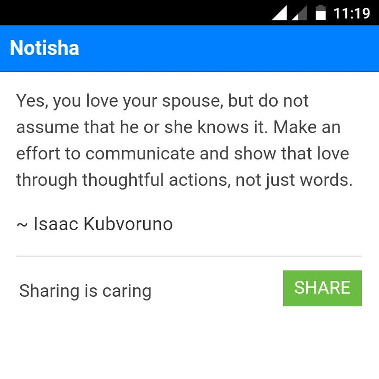 11:19
Notisha
Yes, you love your spouse, but do not
assume that he or she knows it. Make an
effort to communicate and show that love
through thoughtful actions, not just words.
~ Isaac Kubvoruno
Sharing is caring
SHARE